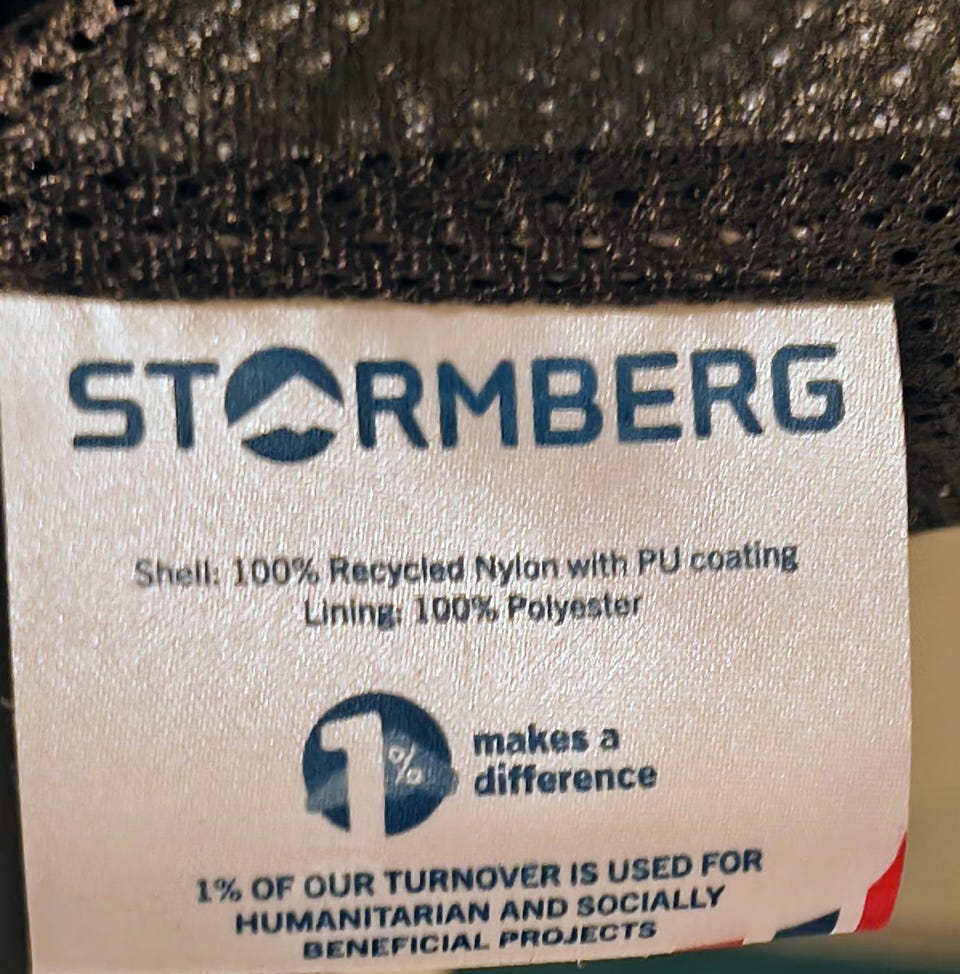 STORMBERG
Shell: 100% Recycled Nylon with PU coating
Lining: 100% Polyester
1%
makes a
difference
1% OF OUR TURNOVER IS USED FOR
HUMANITARIAN AND SOCIALLY
BENEFICIAL PROJECTS